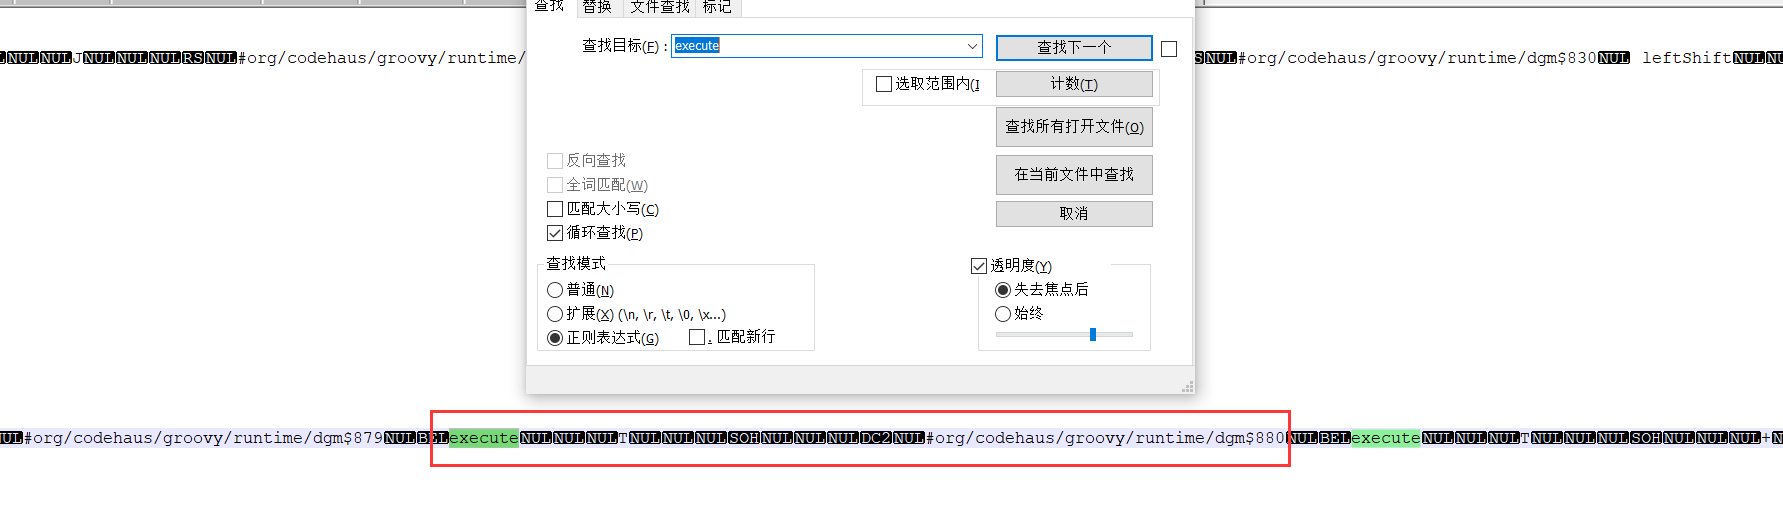 查找 替换 文件查找 标记
查找目标(F) : execute 查找下一个
NULNULJNULNULNULRSNUL#org/codehaus/groovy/runtime/ NUL#org/codehaus/groovy/runtime/dgm$830NUL leftShiftNUL
选取范围内(I 计数(T)
查找所有打开文件(O)
反向查找
在当前文件中查找
全词匹配(W)
匹配大小写(C) 取消
循环查找(P)
查找模式 透明度(Y)
普通(N) 失去焦点后
扩展(X) (\n, \r, \t, \0, \x...) 始终
正则表达式(G) . 匹配新行
NUL#org/codehaus/groovy/runtime/dgm$879NULBELexecuteNULNULNULTNULNULNULSOHNULNULNULDC2NUL#org/codehaus/groovy/runtime/dgm$880NULBELexecuteNULNULNULTNULNULNULSOHNULNULNUL+